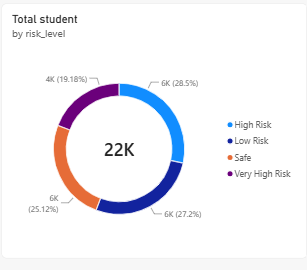 Total student
by risk_level
4K (19.18%)
6K (28.5%)
22K
High Risk
Low Risk
Safe
Very High Risk
6K
(25.12%)
6K (27.2%)